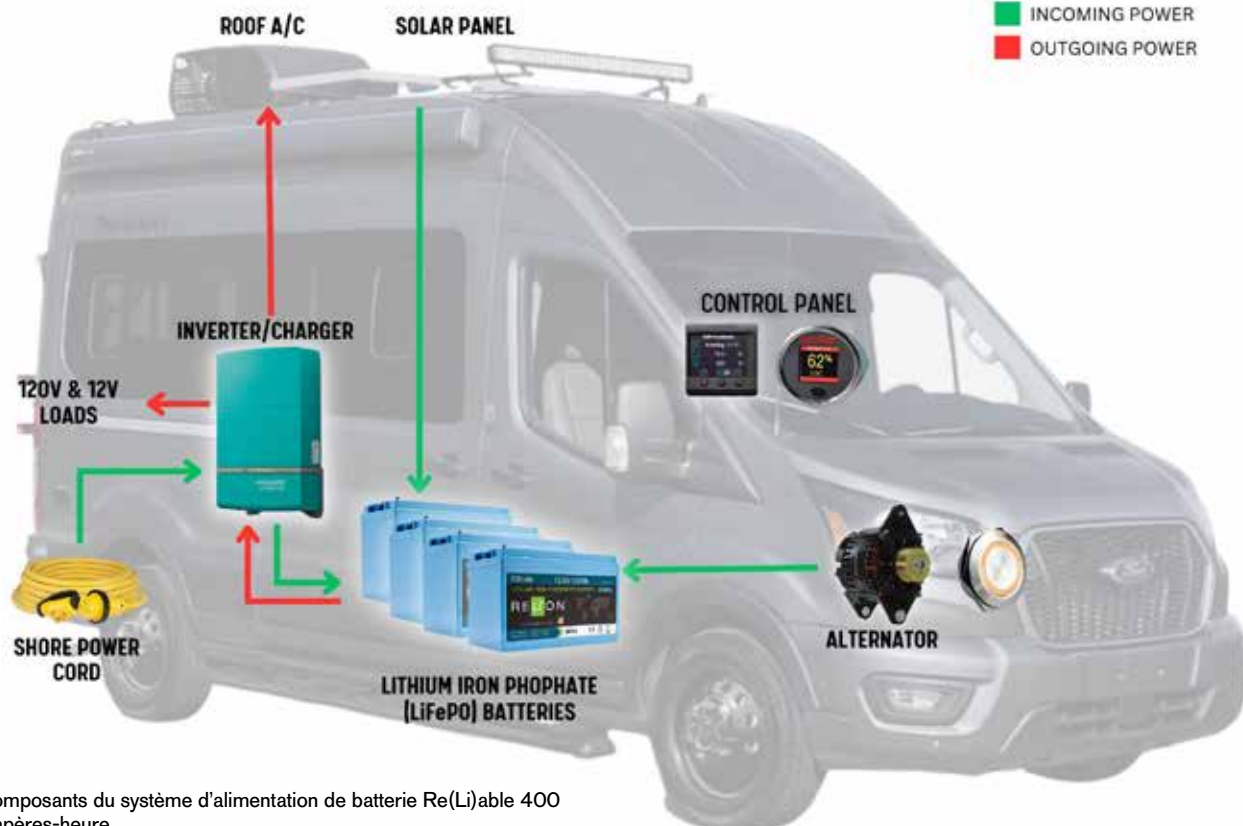 ROOF A/C
SOLAR PANEL
INCOMING POWER
OUTGOING POWER
CONTROL PANEL
62%
INVERTER/CHARGER
120V & 12V
LOADS
RELiON
SHORE POWER
CORD
ALTERNATOR
LITHIUM IRON PHOPHATE
(LiFePO) BATTERIES
omposants du système d'alimentation de batterie Re(Li)able 400
mpères-heure